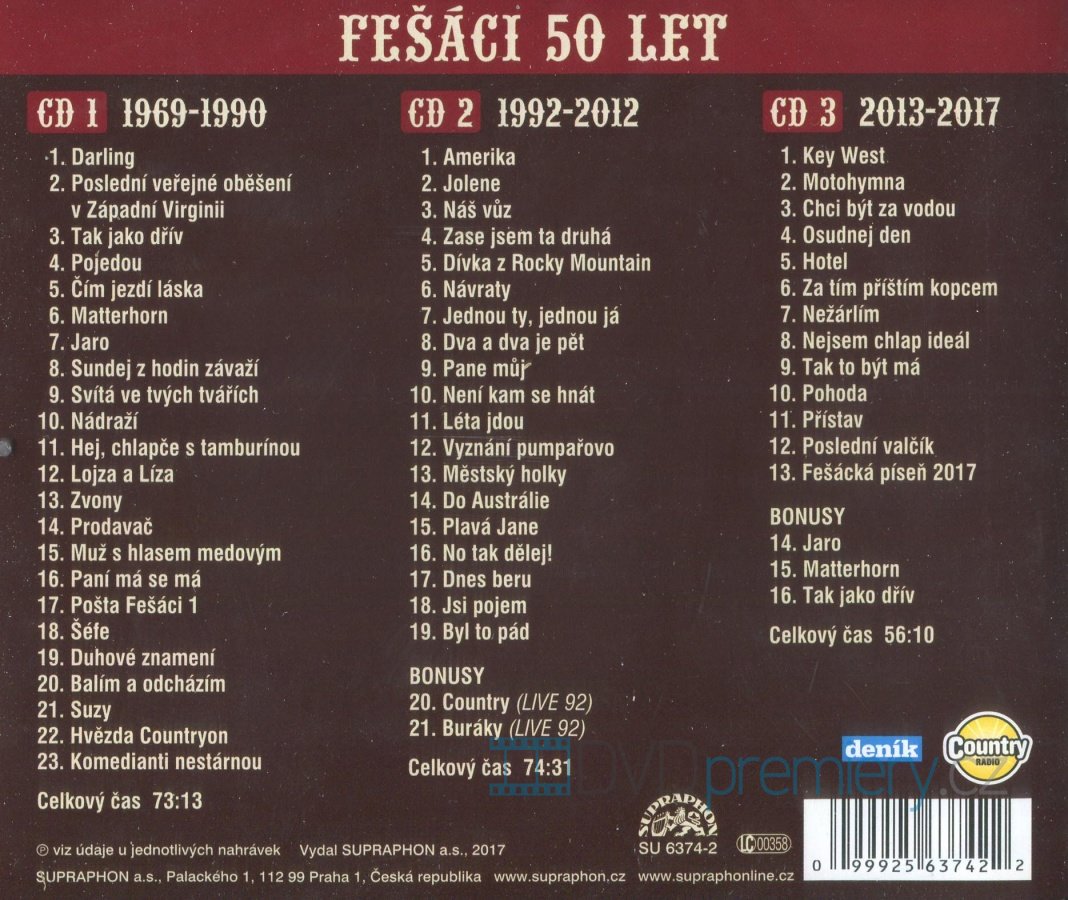 FEŠÁCI 50 LET
CD 1 1969-1990
1. Darling
2. Poslední veřejné oběšení
v Západní Virginii
3. Tak jako dřív
4. Pojedou
5. Čím jezdí láska
6. Matterhorn
7. Jaro
8. Sundej z hodin závaží
9. Svítá ve tvých tvářích
10. Nádraží
11. Hej, chlapče s tamburínou
12. Lojza a Líza
13. Zvony
14. Prodavač
15. Muž s hlasem medovým
16. Paní má se má
17. Pošta Fešáci 1
18. Šéfe
19. Duhové znamení
20. Balím a odcházím
21. Suzy
22. Hvězda Countryon
23. Komedianti nestárnou
Celkový čas 73:13
CD 2 1992-2012
1. Amerika
2. Jolene
3. Náš vůz
4. Zase jsem ta druhá
5. Dívka z Rocky Mountain
6. Návraty
7. Jednou ty, jednou já
8. Dva a dva je pět
9. Pane můj
10. Není kam se hnát
11. Léta jdou
12. Vyznání pumpařovo
13. Městský holky
14. Do Austrálie
15. Plavá Jane
16. No tak dělej!
17. Dnes beru
18. Jsi pojem
19. Byl to pád
BONUSY
20. Country (LIVE 92)
21. Buráky (LIVE 92)
Celkový čas 74:31
CD 3 2013-2017
1. Key West
2. Motohymna
3. Chci být za vodou
4. Osudnej den
5. Hotel
6. Za tím příštím kopcem
7. Nežárlím
8. Nejsem chlap ideál
9. Tak to být má
10. Pohoda
11. Přístav
12. Poslední valčík
13. Fešácká píseň 2017
BONUSY
14. Jaro
15. Matterhorn
16. Tak jako dřív
Celkový čas 56:10
deník
Country
RADIO
DVDpremiery.cz
SUPRAPHON
SU 6374-2
LC 00358
0 99925 63742 2
℗ viz údaje u jednotlivých nahrávek Vydal SUPRAPHON a.s., 2017
SUPRAPHON a.s., Palackého 1, 112 99 Praha 1, Česká republika www.supraphon.cz www.supraphonline.cz